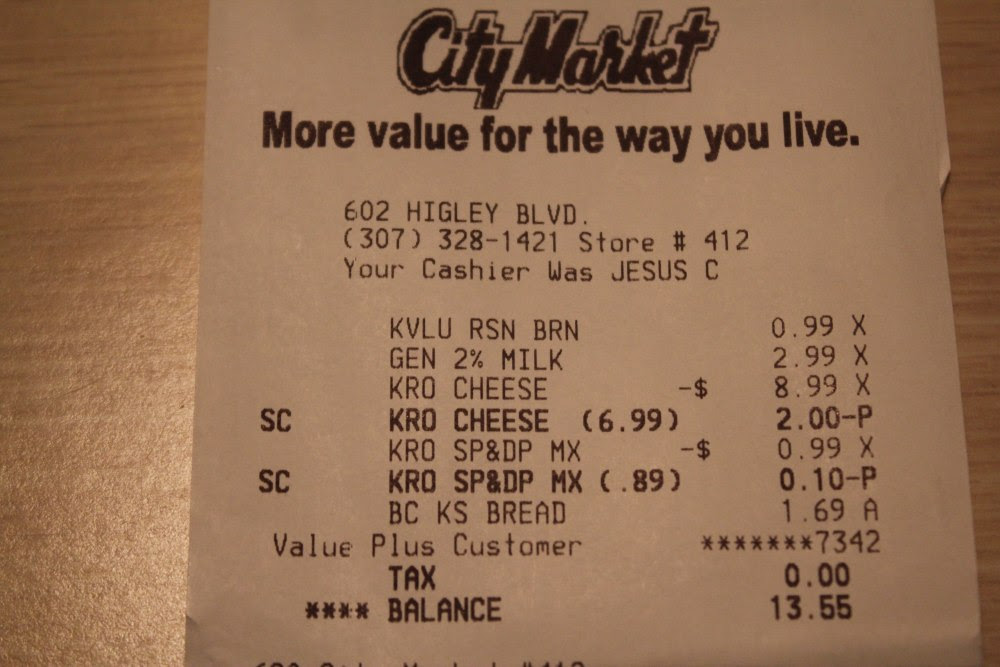 City Market
More value for the way you live.
602 HIGLEY BLVD.
(307) 328-1421 Store # 412
Your Cashier Was JESUS C
KVLU RSN BRN 0.99 X
GEN 2% MILK 2.99 X
KRO CHEESE -$ 8.99 X
SC KRO CHEESE (6.99) 2.00-P
KRO SP&DP MX -$ 0.99 X
SC KRO SP&DP MX ( .89) 0.10-P
BC KS BREAD 1.69 A
Value Plus Customer *******7342
TAX 0.00
**** BALANCE 13.55